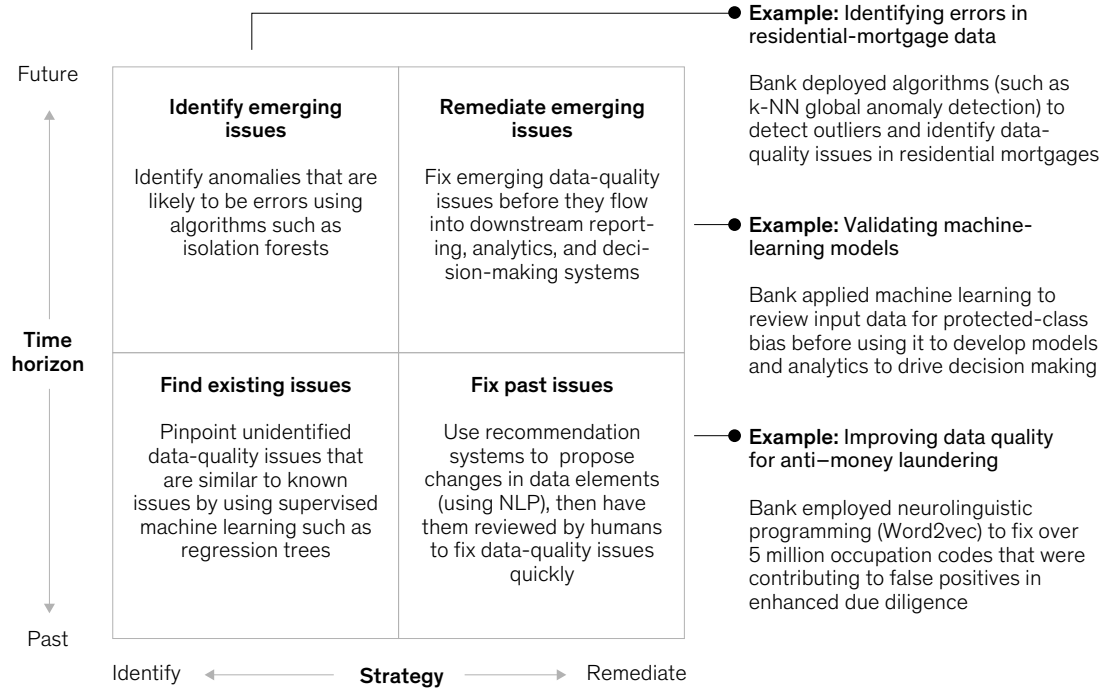 Future
Time
horizon
Past
Identify emerging
issues
Identify anomalies that are
likely to be errors using
algorithms such as
isolation forests
Remediate emerging
issues
Fix emerging data-quality
issues before they flow
into downstream report-
ing, analytics, and deci-
sion-making systems
Find existing issues
Pinpoint unidentified
data-quality issues that
are similar to known
issues by using supervised
machine learning such as
regression trees
Fix past issues
Use recommendation
systems to propose
changes in data elements
(using NLP), then have
them reviewed by humans
to fix data-quality issues
quickly
Identify
Strategy
Remediate
Example: Identifying errors in
residential-mortgage data
Bank deployed algorithms (such as
k-NN global anomaly detection) to
detect outliers and identify data-
quality issues in residential mortgages
Example: Validating machine-
learning models
Bank applied machine learning to
review input data for protected-class
bias before using it to develop models
and analytics to drive decision making
Example: Improving data quality
for anti–money laundering
Bank employed neurolinguistic
programming (Word2vec) to fix over
5 million occupation codes that were
contributing to false positives in
enhanced due diligence